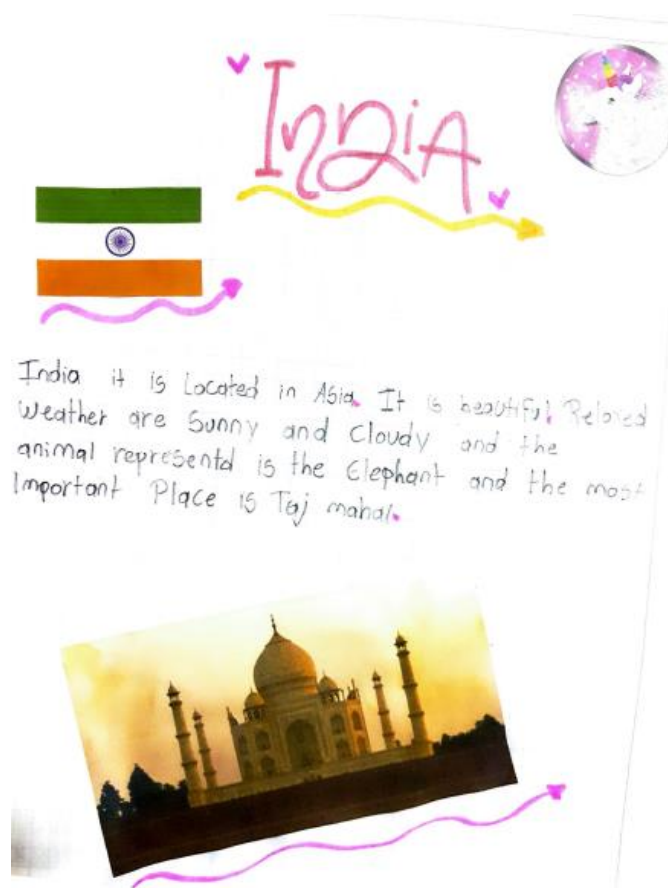 India
India it is Located in Asia. It is beautiful. Relaxed
Weather are Sunny and Cloudy and the
animal representd is the Elephant and the most
Important Place is Taj mahal.